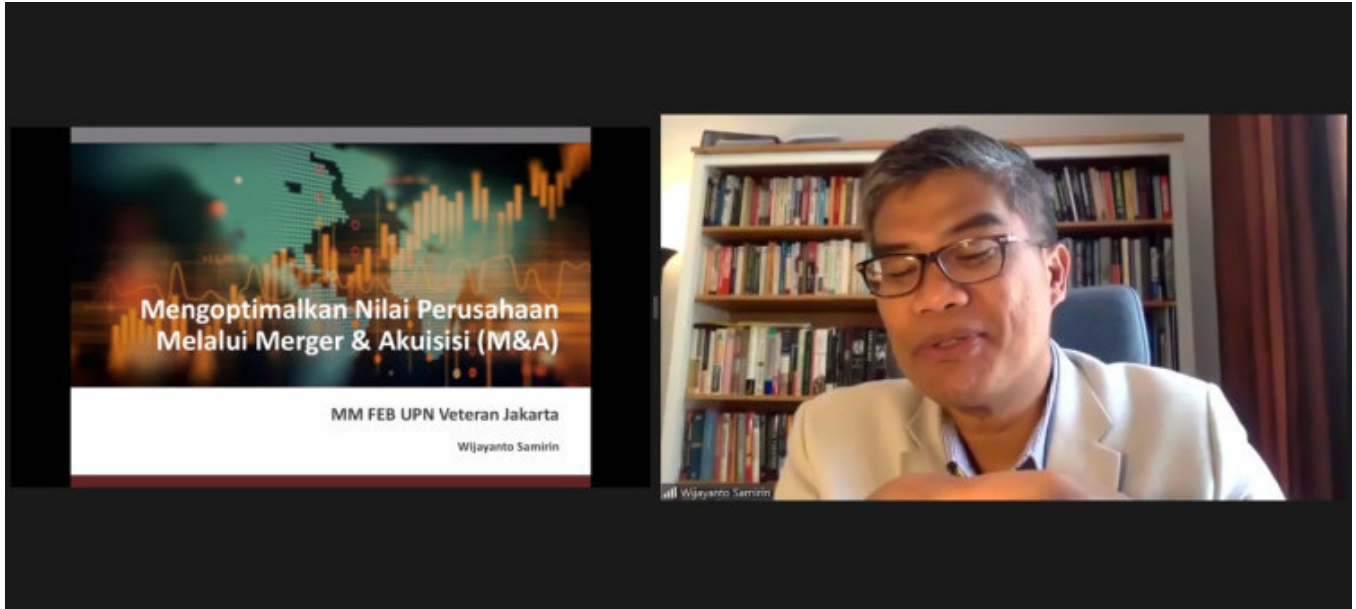 Mengoptimalkan Nilai Perusahaan
Melalui Merger & Akuisisi (M&A)
MM FEB UPN Veteran Jakarta
Wijayanto Samirin
Wijayanto Samirin